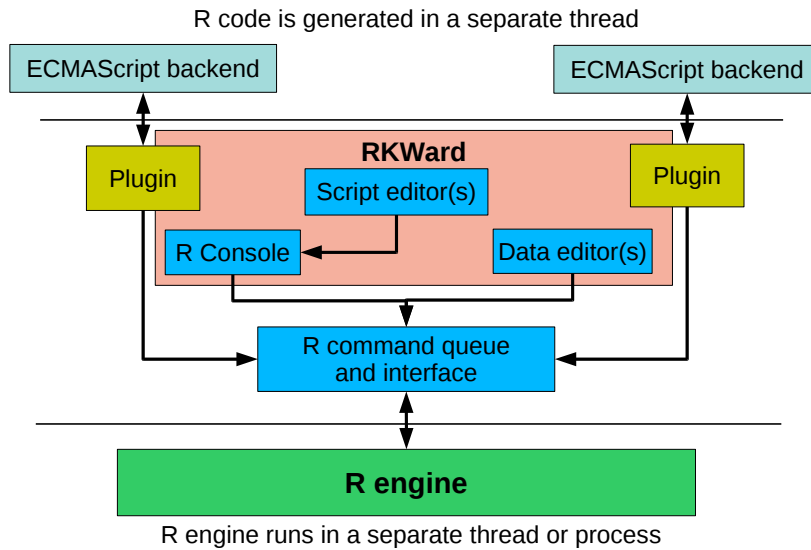 R code is generated in a separate thread
ECMAScript backend
ECMAScript backend
RKWard
Plugin
Plugin
Script editor(s)
R Console
Data editor(s)
R command queue
and interface
R engine
R engine runs in a separate thread or process